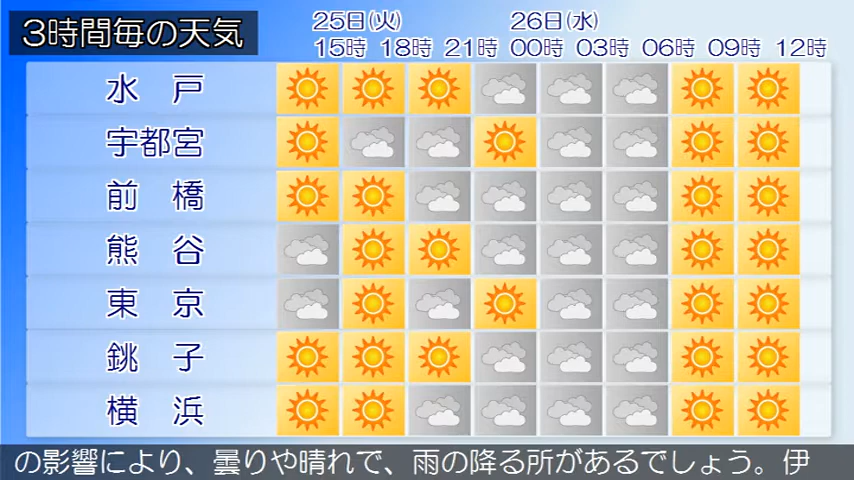 3時間毎の天気
25日(火) 26日(水)
15時 18時 21時 00時 03時 06時 09時 12時
水 戸
宇都宮
前 橋
熊 谷
東 京
銚 子
横 浜
の影響により、曇りや晴れで、雨の降る所があるでしょう。伊